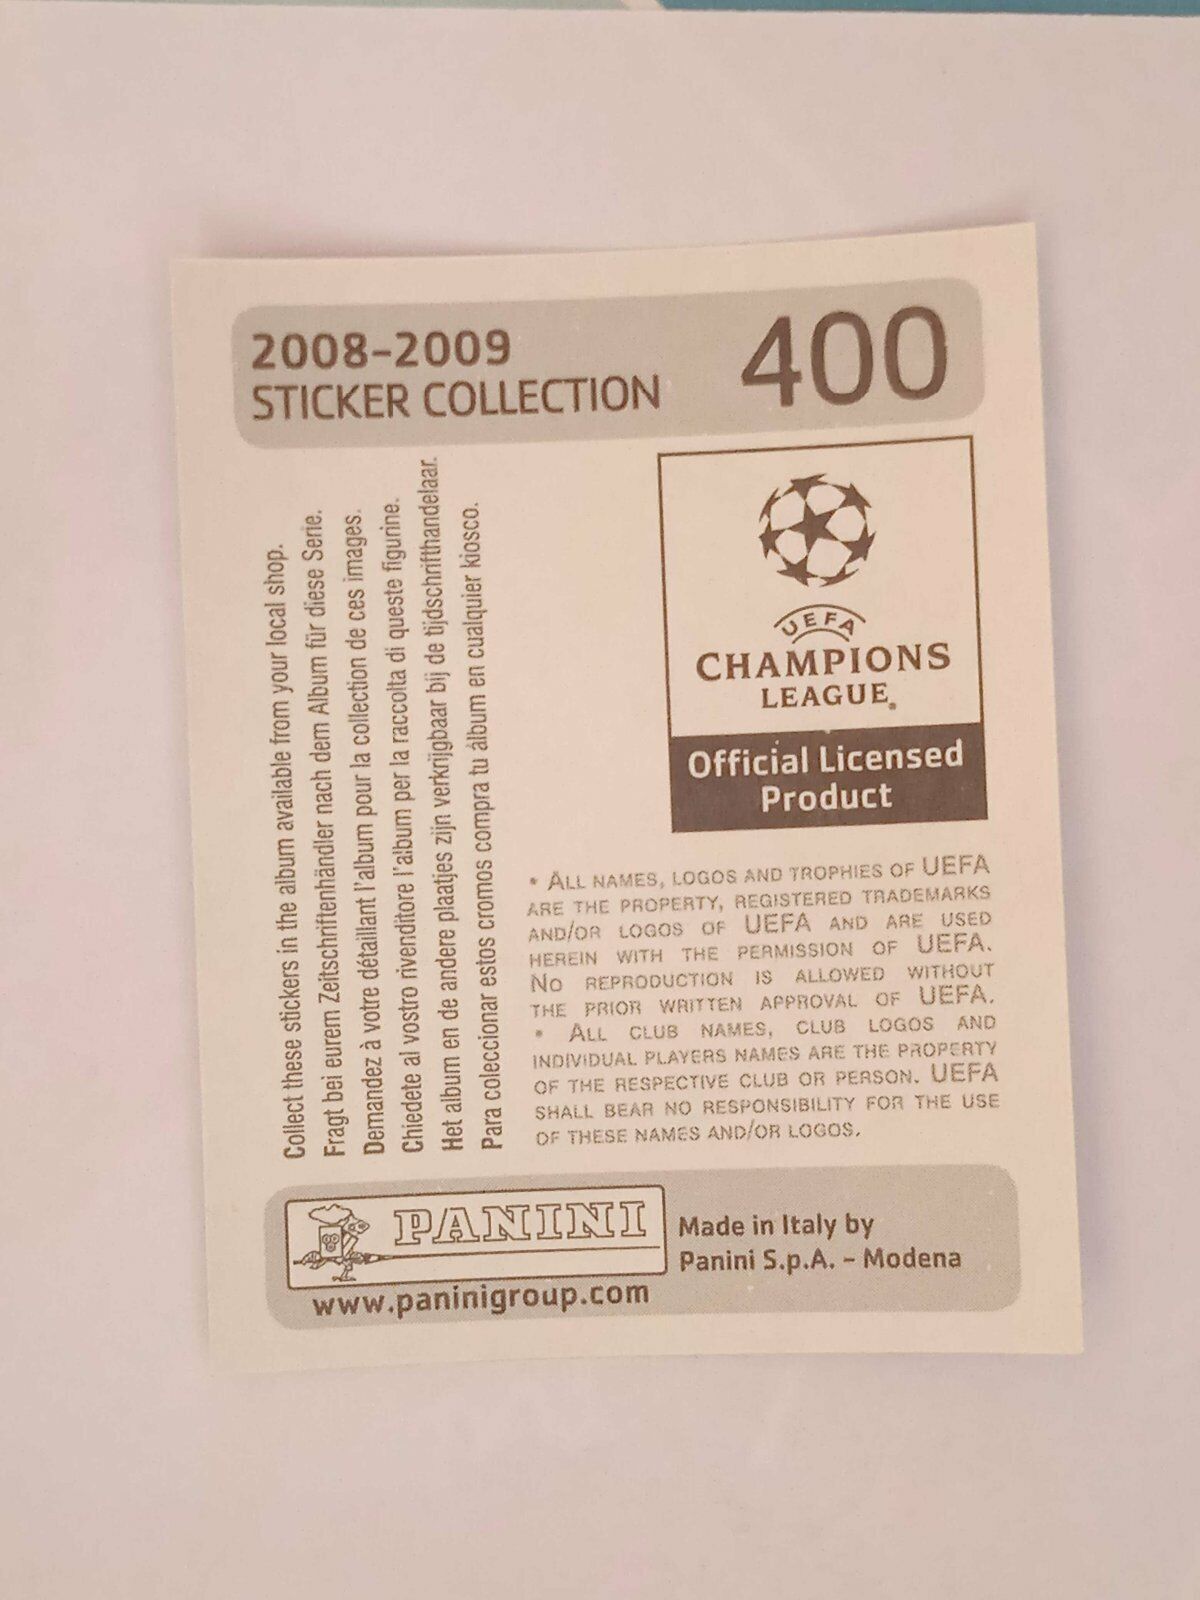 2008-2009
STICKER COLLECTION
400
Collect these stickers in the album available from your local shop.
Fragt bei eurem Zeitschriftenhändler nach dem Album für diese Serie.
Demandez à votre détaillant l'album pour la collection de ces images.
Chiedete al vostro rivenditore l'album per la raccolta di queste figurine.
Het album en de andere plaatjes zijn verkrijgbaar bij de tijdschrifthandelaar.
Para coleccionar estos cromos compra tu álbum en cualquier kiosco.
UEFA
CHAMPIONS
LEAGUE®
Official Licensed
Product
• ALL NAMES, LOGOS AND TROPHIES OF UEFA
ARE THE PROPERTY, REGISTERED TRADEMARKS
AND/OR LOGOS OF UEFA AND ARE USED
HEREIN WITH THE PERMISSION OF UEFA.
NO REPRODUCTION IS ALLOWED WITHOUT
THE PRIOR WRITTEN APPROVAL OF UEFA.
• ALL CLUB NAMES, CLUB LOGOS AND
INDIVIDUAL PLAYERS NAMES ARE THE PROPERTY
OF THE RESPECTIVE CLUB OR PERSON. UEFA
SHALL BEAR NO RESPONSIBILITY FOR THE USE
OF THESE NAMES AND/OR LOGOS.
PANINI
www.paninigroup.com
Made in Italy by
Panini S.p.A. - Modena